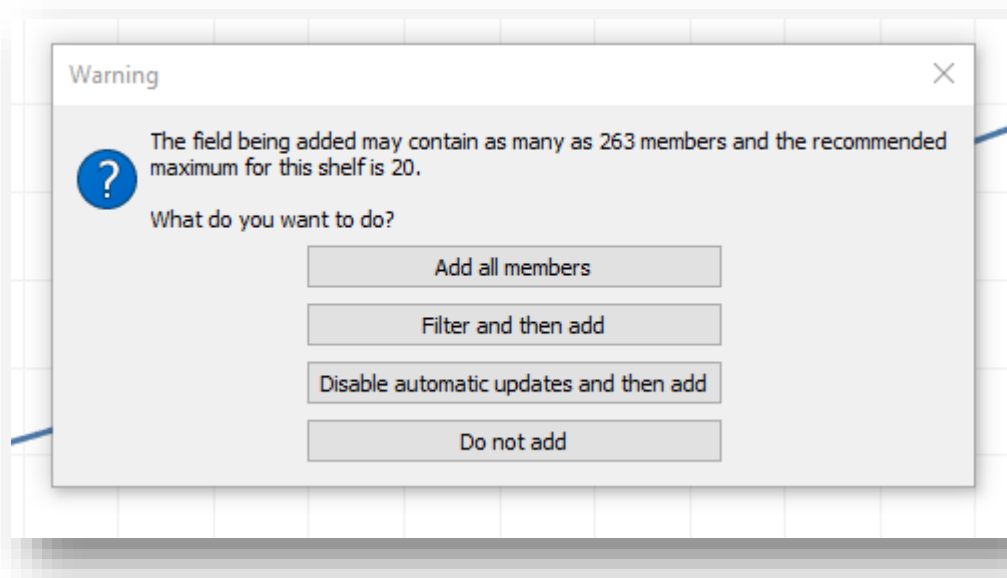 Warning
The field being added may contain as many as 263 members and the recommended
maximum for this shelf is 20.
What do you want to do?
Add all members
Filter and then add
Disable automatic updates and then add
Do not add